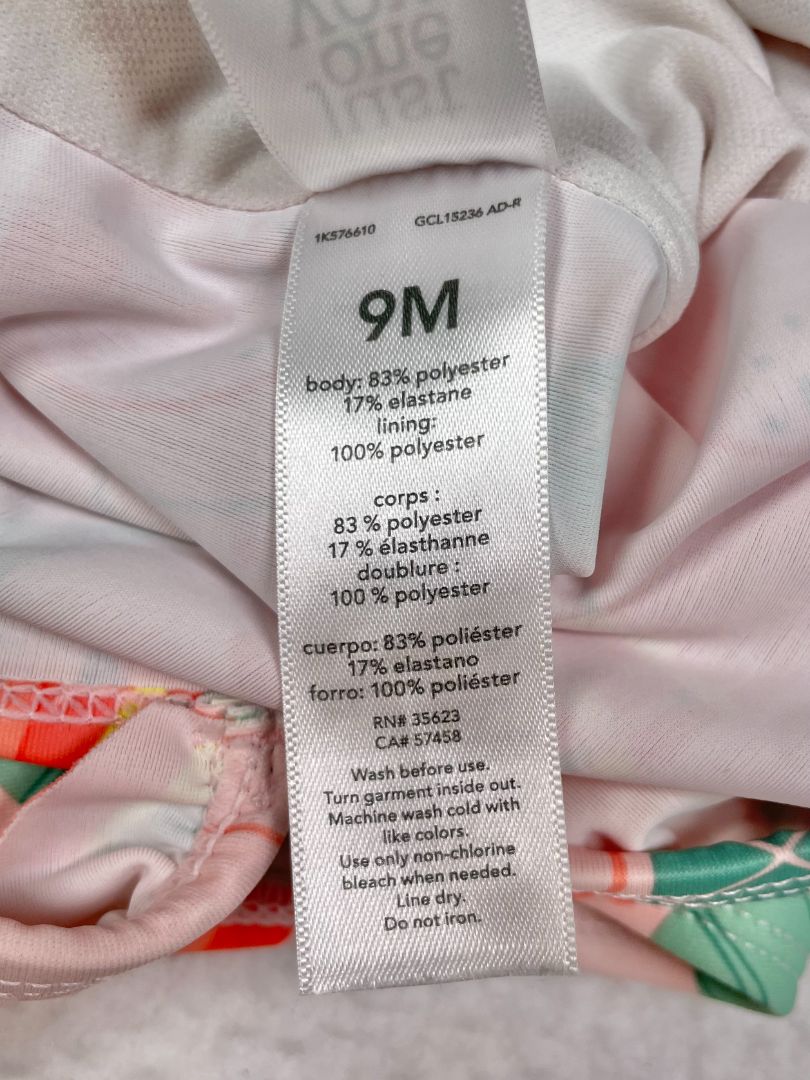 you
one
Just
1K576610 GCL15236 AD-R
9M
body: 83% polyester
17% elastane
lining:
100% polyester
corps :
83 % polyester
17 % élasthanne
doublure :
100 % polyester
cuerpo: 83% poliéster
17% elastano
forro: 100% poliéster
RN# 35623
CA# 57458
Wash before use.
Turn garment inside out.
Machine wash cold with
like colors.
Use only non-chlorine
bleach when needed.
Line dry.
Do not iron.